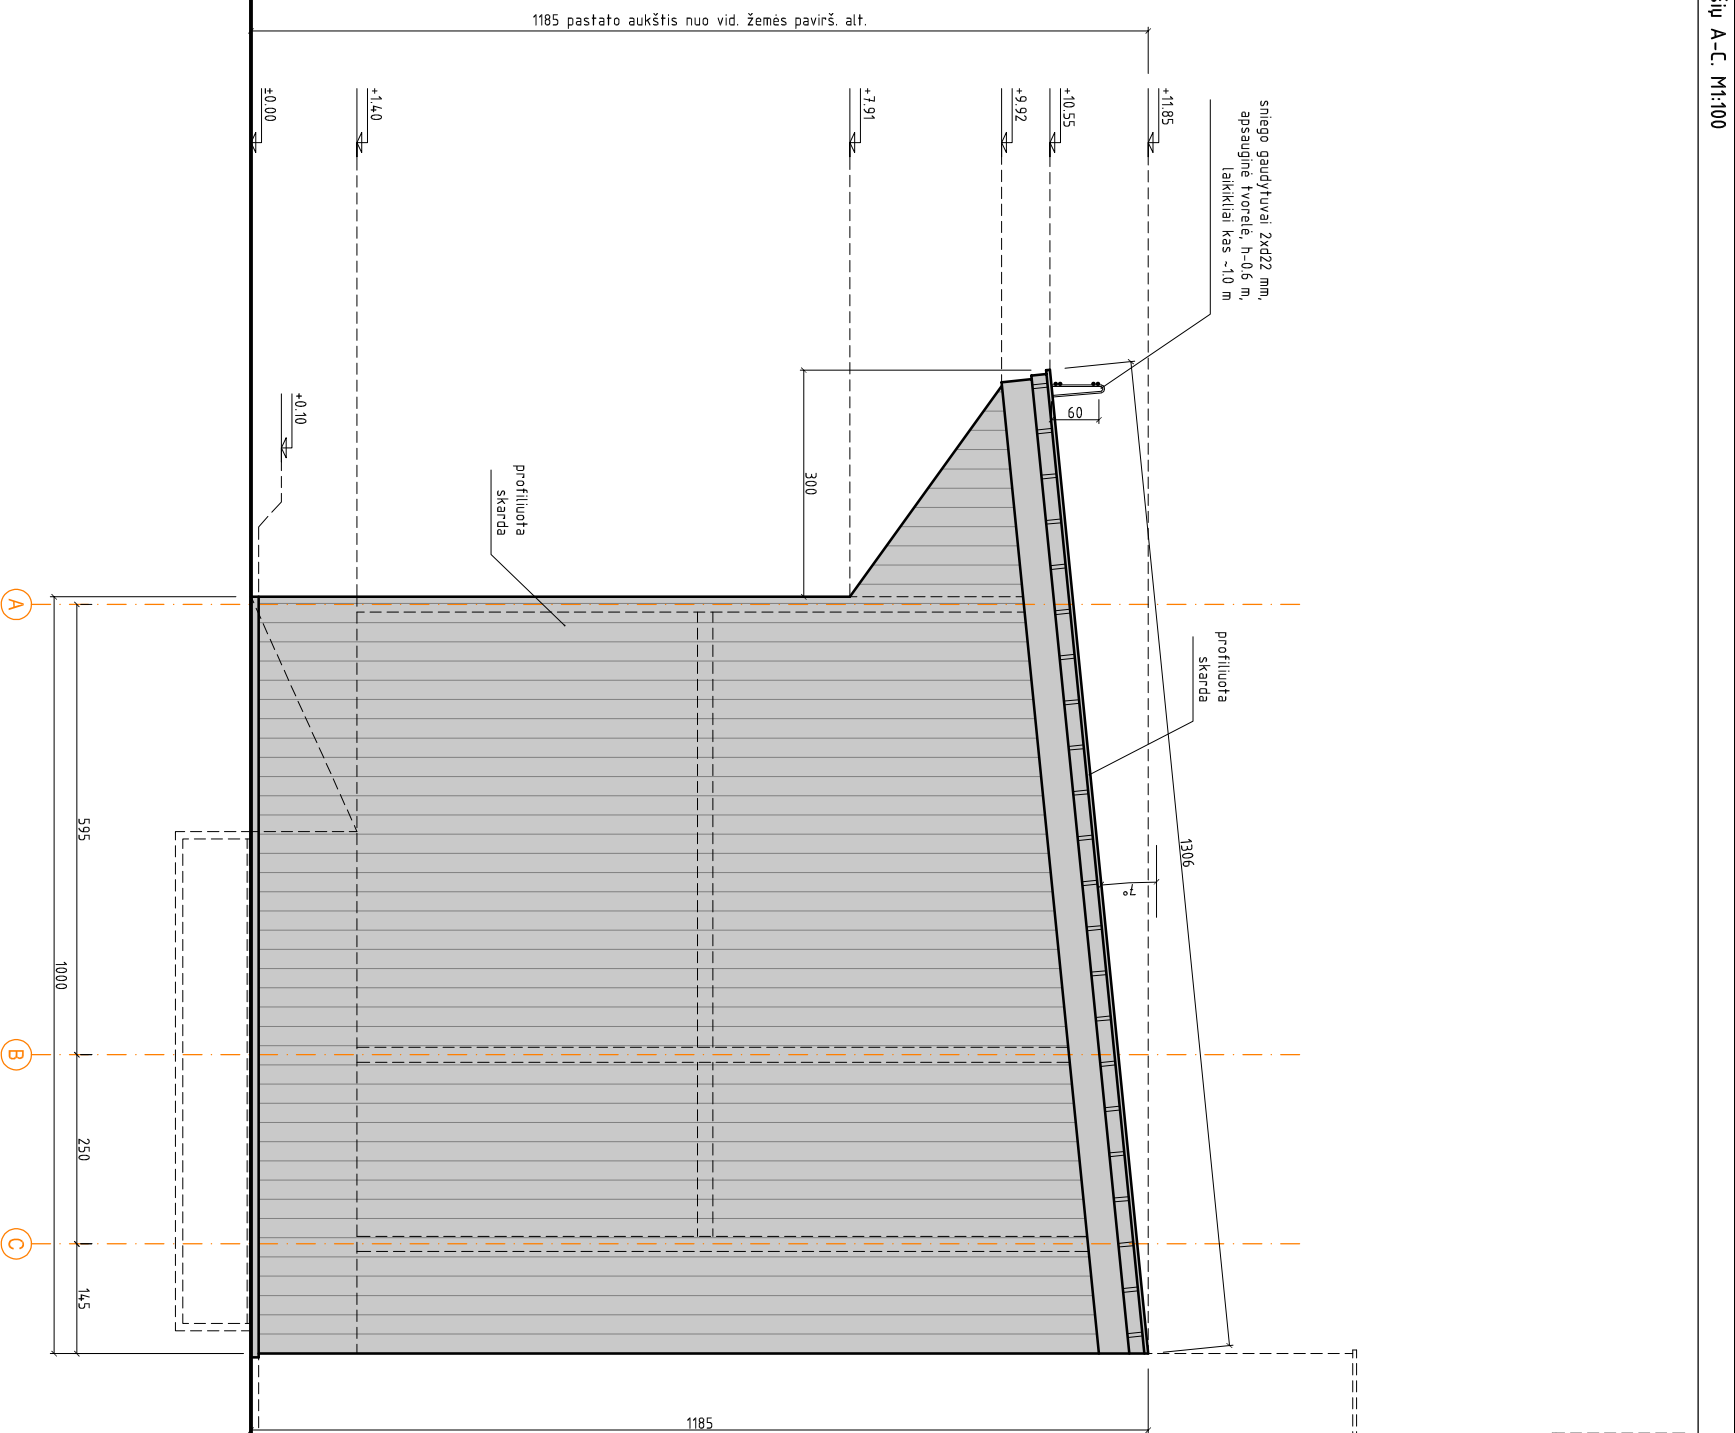 šių A-C. M1:100
1185 pastato aukštis nuo vid. žemės pavirš. alt.
+11.85
+10.55
+9.92
+7.91
+1.40
±0.00
+0.10
sniego gaudytuvai 2xd22 mm,
apsauginė tvorelė, h-0.6 m,
laikikliai kas ~1.0 m
60
300
profiliuota
skarda
profiliuota
skarda
1306
7°
595
250
145
1000
A
B
C
1185